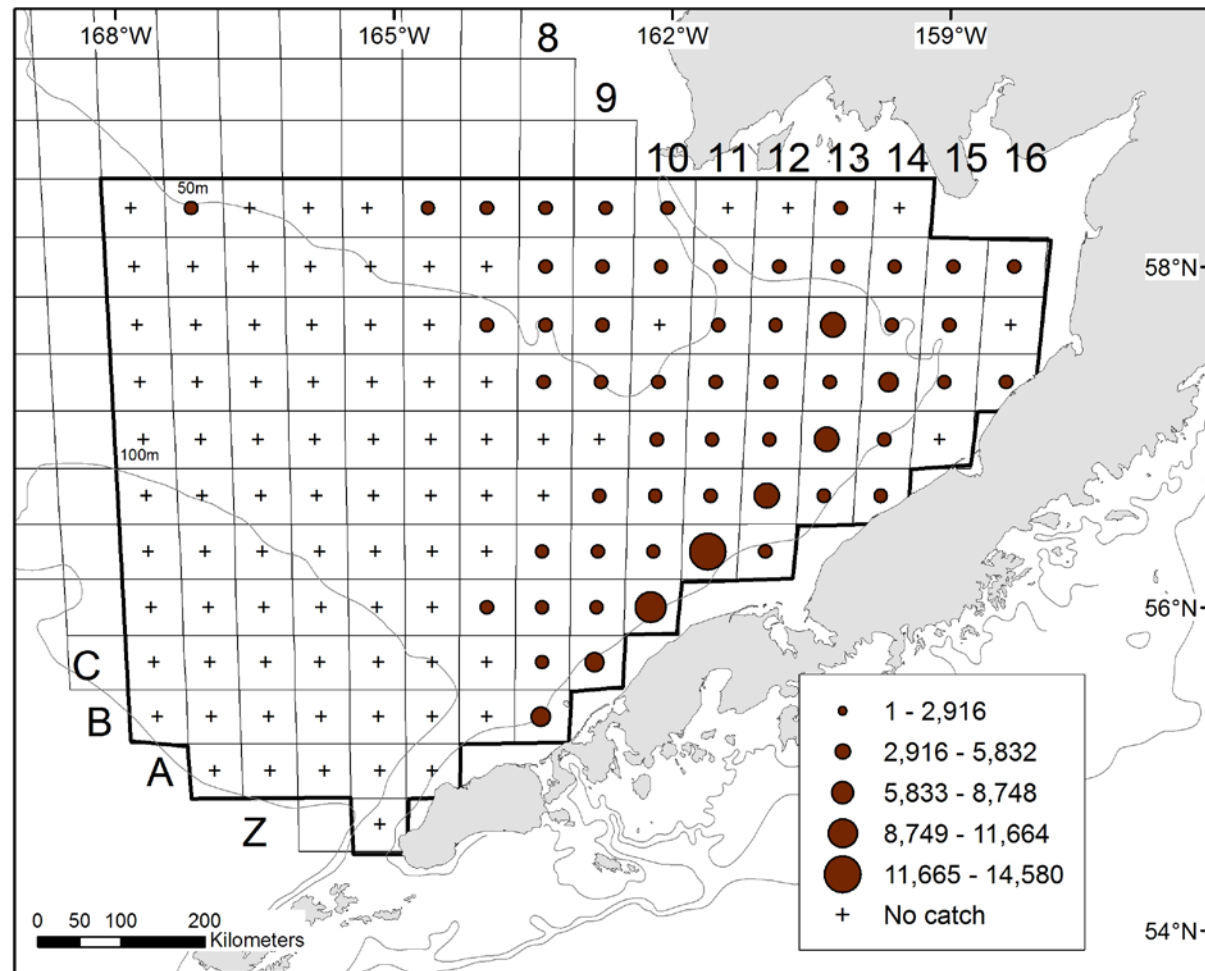 168°W 165°W 162°W 159°W
8
9
10 11 12 13 14 15 16
50m
58°N
100m
56°N
C
B
A
Z
1 - 2,916
2,916 - 5,832
5,833 - 8,748
8,749 - 11,664
11,665 - 14,580
No catch
0 50 100 200
Kilometers
54°N